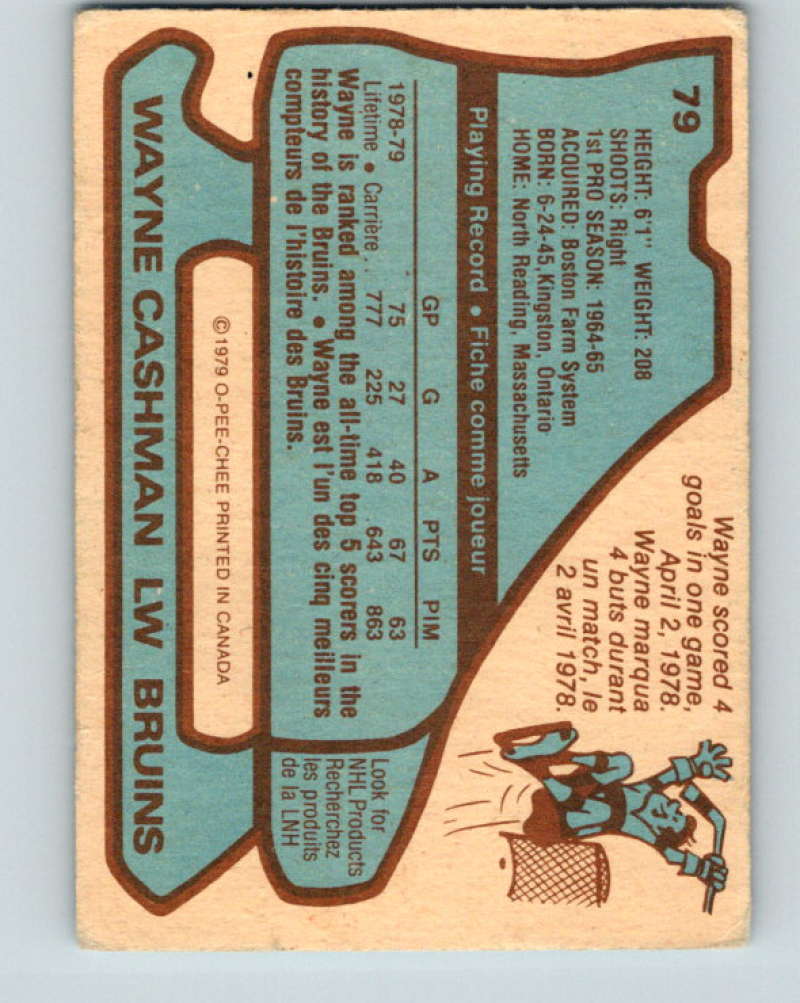 79
HEIGHT: 6'1" WEIGHT: 208
SHOOTS: Right
1st PRO SEASON: 1964-65
ACQUIRED: Boston Farm System
BORN: 6-24-45, Kingston, Ontario
HOME: North Reading, Massachusetts
Wayne scored 4
goals in one game,
April 2, 1978.
Wayne marqua
4 buts durant
un match, le
2 avril 1978.
Playing Record • Fiche comme joueur
GP G A PTS PIM
1978-79 75 27 40 67 63
Lifetime • Carrière . . 777 225 418 643 863
Wayne is ranked among the all-time top 5 scorers in the
history of the Bruins. • Wayne est l'un des cinq meilleurs
compteurs de l'histoire des Bruins.
Look for
NHL Products
Recherchez
les produits
de la LNH
© 1979 O-PEE-CHEE PRINTED IN CANADA
WAYNE CASHMAN LW BRUINS